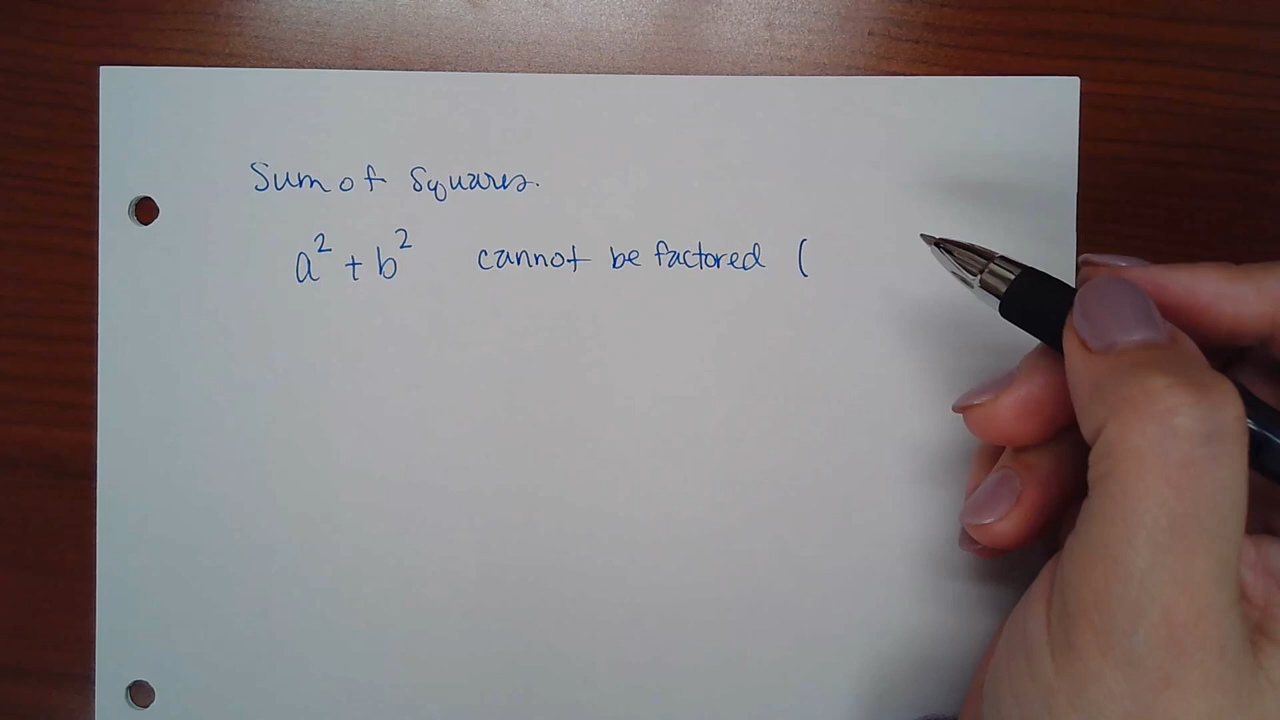 Sum of Squares.
a² + b² cannot be factored (